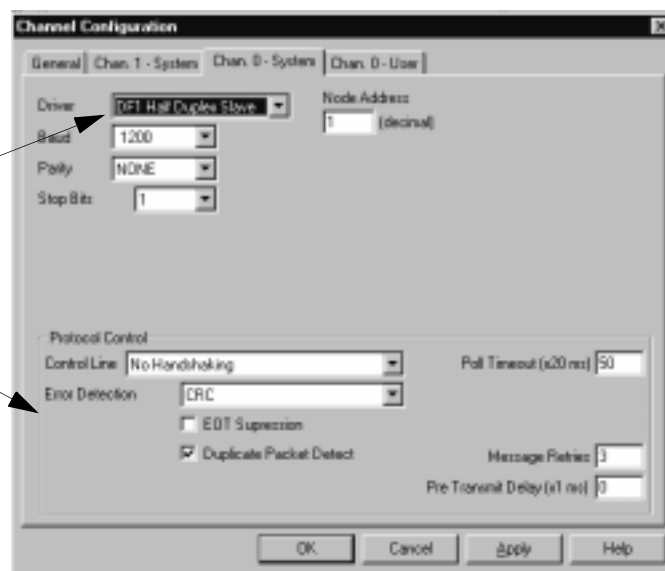 Channel Configuration
General Chan. 1 - System Chan. 0 - System Chan. 0 - User
Driver DF1 Half Duplex Slave Node Address
1 (decimal)
Baud 1200
Parity NONE
Stop Bits 1
Protocol Control
Control Line No Handshaking Poll Timeout (x20 ms) 50
Error Detection CRC
EOT Supression
Duplicate Packet Detect Message Retries 3
Pre Transmit Delay (x1 ms) 0
OK Cancel Apply Help